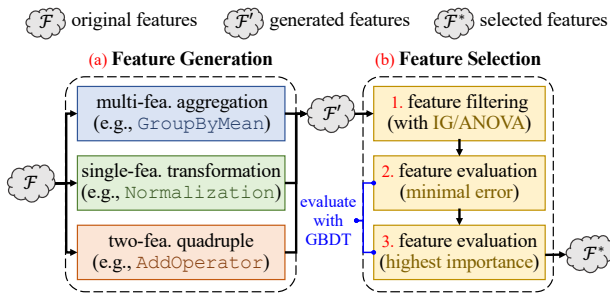 F original features
F′ generated features
F* selected features
(a) Feature Generation
(b) Feature Selection
F
multi-fea. aggregation
(e.g., GroupByMean)
single-fea. transformation
(e.g., Normalization)
two-fea. quadruple
(e.g., AddOperator)
F′
evaluate
with
GBDT
1. feature filtering
(with IG/ANOVA)
2. feature evaluation
(minimal error)
3. feature evaluation
(highest importance)
F*